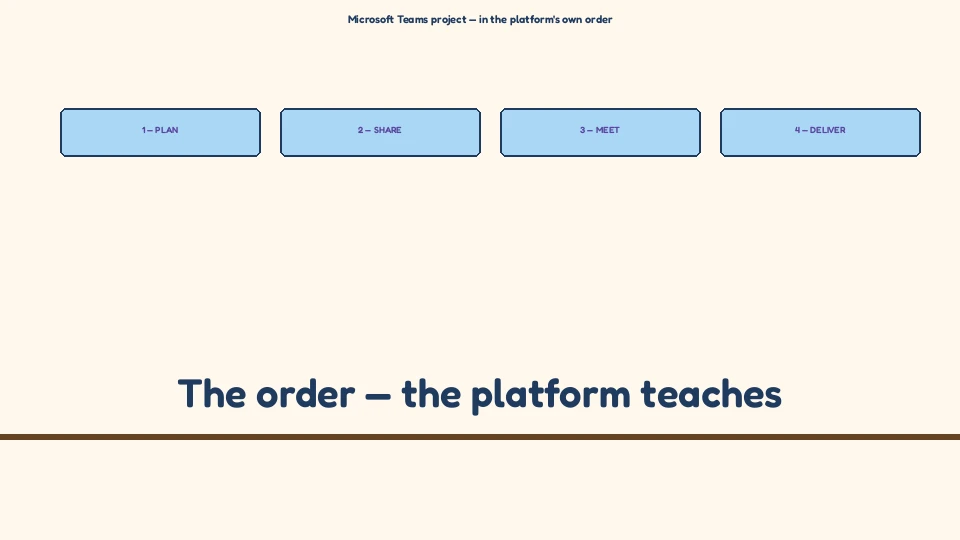 Microsoft Teams project — in the platform's own order
1 — PLAN
2 — SHARE
3 — MEET
4 — DELIVER
The order — the platform teaches